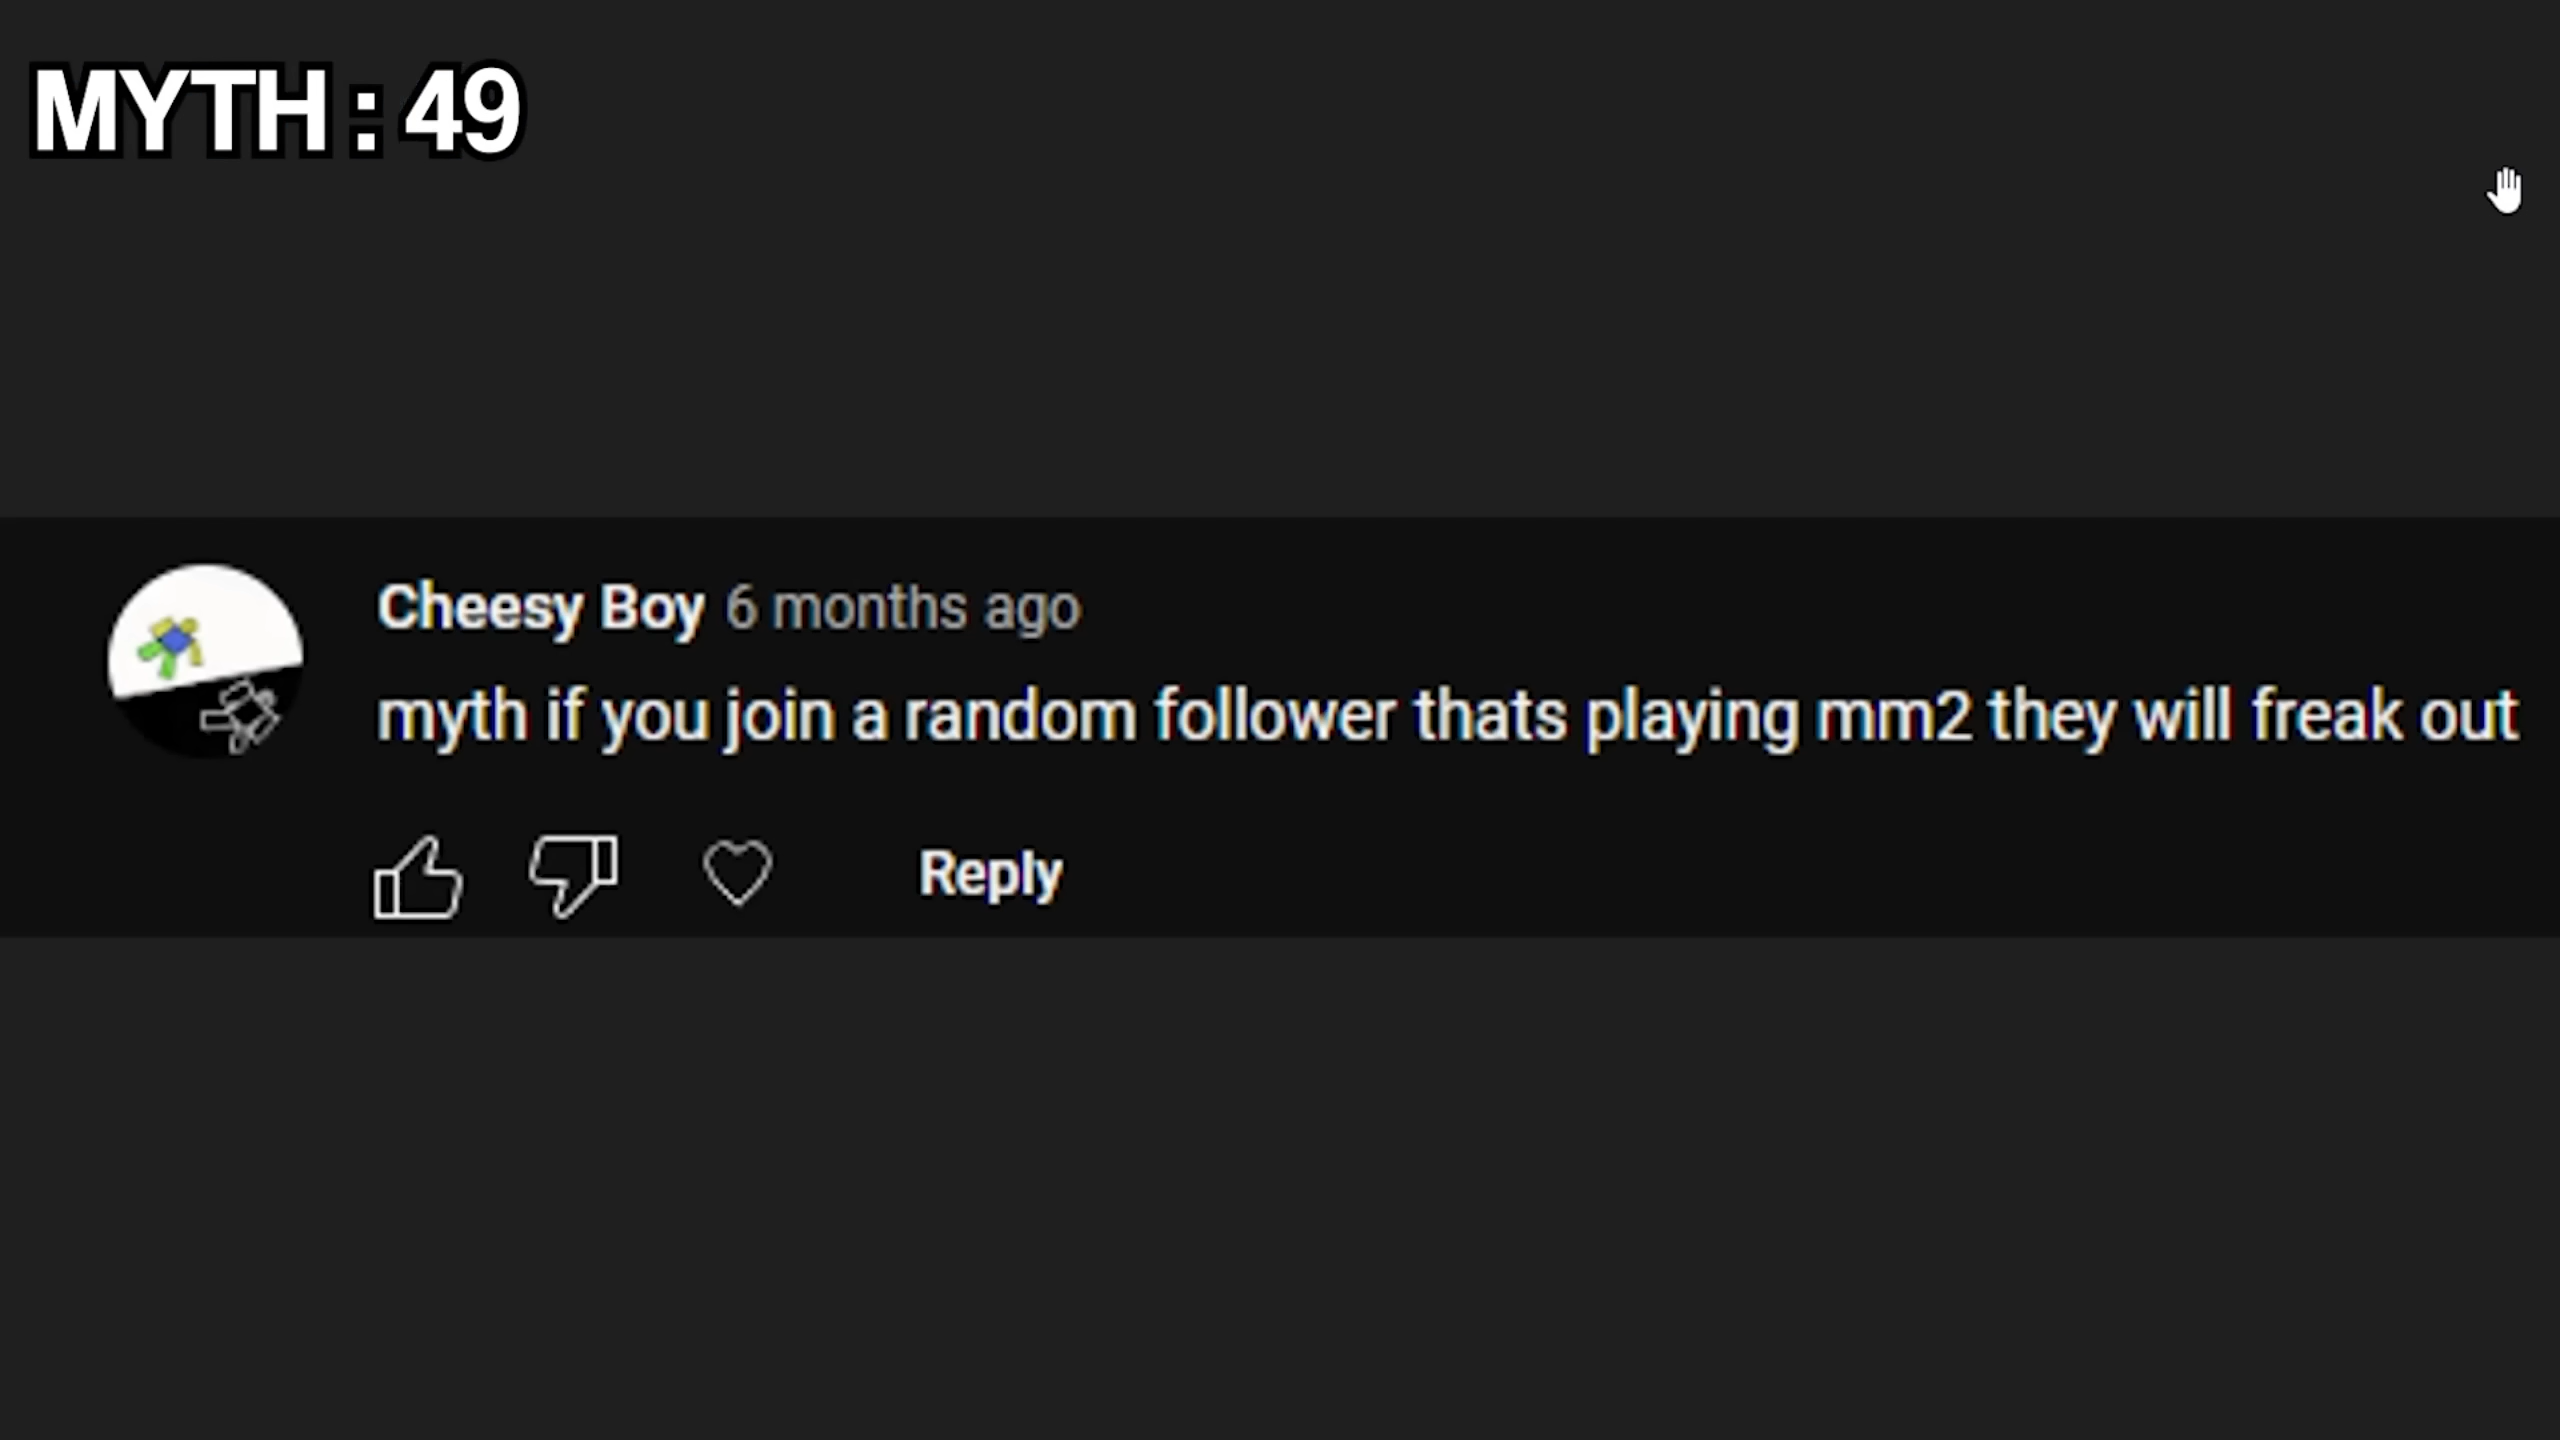 MYTH : 49
Cheesy Boy 6 months ago
myth if you join a random follower thats playing mm2 they will freak out
Reply